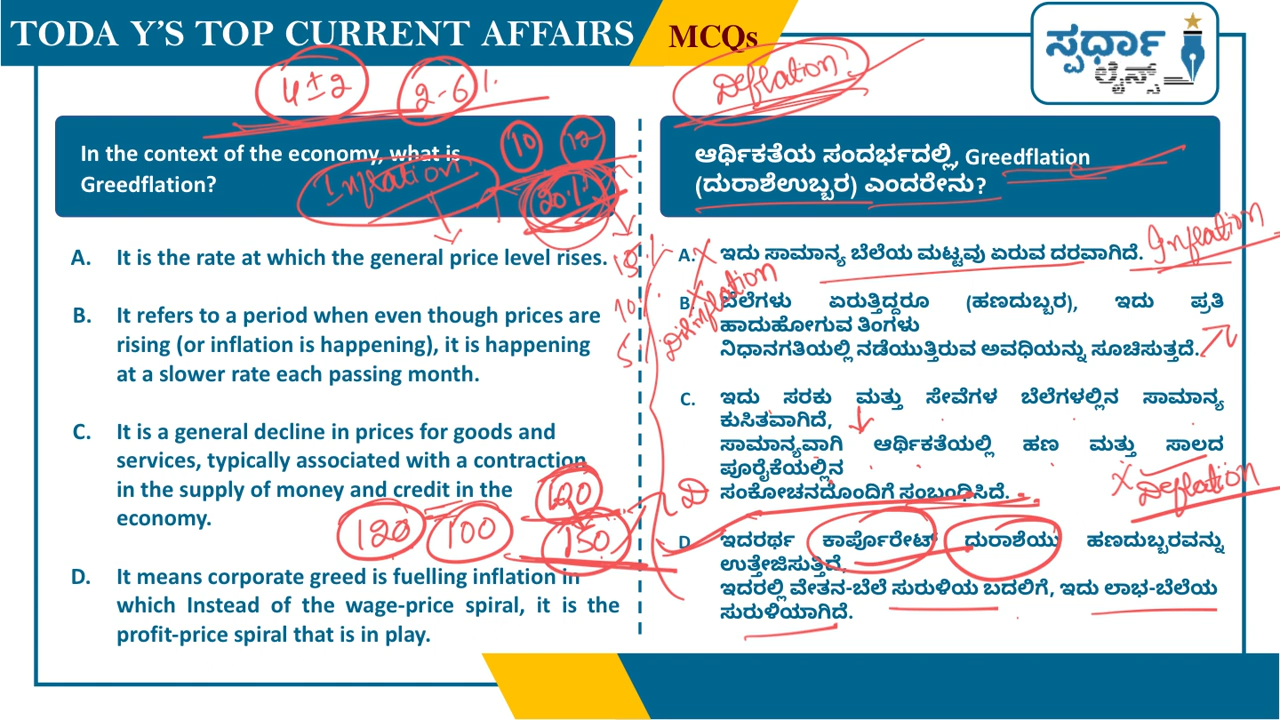 TODA Y'S TOP CURRENT AFFAIRS
MCQs
ಸ್ಪರ್ಧಾ
ಲೈನ್ಸ್
4±2
2-6%
Deflation
In the context of the economy, what is
Greedflation?
Inflation
10
12
20%
ಆರ್ಥಿಕತೆಯ ಸಂದರ್ಭದಲ್ಲಿ, Greedflation
(ದುರಾಶೆಉಬ್ಬರ) ಎಂದರೇನು?
A. It is the rate at which the general price level rises.
B. It refers to a period when even though prices are
rising (or inflation is happening), it is happening
at a slower rate each passing month.
C. It is a general decline in prices for goods and
services, typically associated with a contraction
in the supply of money and credit in the
economy.
120
120
100
150
D. It means corporate greed is fuelling inflation in
which Instead of the wage-price spiral, it is the
profit-price spiral that is in play.
15%
10%
5%
A. ಇದು ಸಾಮಾನ್ಯ ಬೆಲೆಯ ಮಟ್ಟವು ಏರುವ ದರವಾಗಿದೆ.
Inflation
Disinflation
B. ಬೆಲೆಗಳು ಏರುತ್ತಿದ್ದರೂ (ಹಣದುಬ್ಬರ), ಇದು ಪ್ರತಿ
ಹಾದುಹೋಗುವ ತಿಂಗಳು
ನಿಧಾನಗತಿಯಲ್ಲಿ ನಡೆಯುತ್ತಿರುವ ಅವಧಿಯನ್ನು ಸೂಚಿಸುತ್ತದೆ.
C. ಇದು ಸರಕು ಮತ್ತು ಸೇವೆಗಳ ಬೆಲೆಗಳಲ್ಲಿನ ಸಾಮಾನ್ಯ
ಕುಸಿತವಾಗಿದೆ,
ಸಾಮಾನ್ಯವಾಗಿ ಆರ್ಥಿಕತೆಯಲ್ಲಿ ಹಣ ಮತ್ತು ಸಾಲದ
ಪೂರೈಕೆಯಲ್ಲಿನ
ಸಂಕೋಚನದೊಂದಿಗೆ ಸಂಬಂಧಿಸಿದೆ.
Deflation
D
D. ಇದರರ್ಥ ಕಾರ್ಪೊರೇಟ್ ದುರಾಶೆಯು ಹಣದುಬ್ಬರವನ್ನು
ಉತ್ತೇಜಿಸುತ್ತಿದೆ,
ಇದರಲ್ಲಿ ವೇತನ-ಬೆಲೆ ಸುರುಳಿಯ ಬದಲಿಗೆ, ಇದು ಲಾಭ-ಬೆಲೆಯ
ಸುರುಳಿಯಾಗಿದೆ.